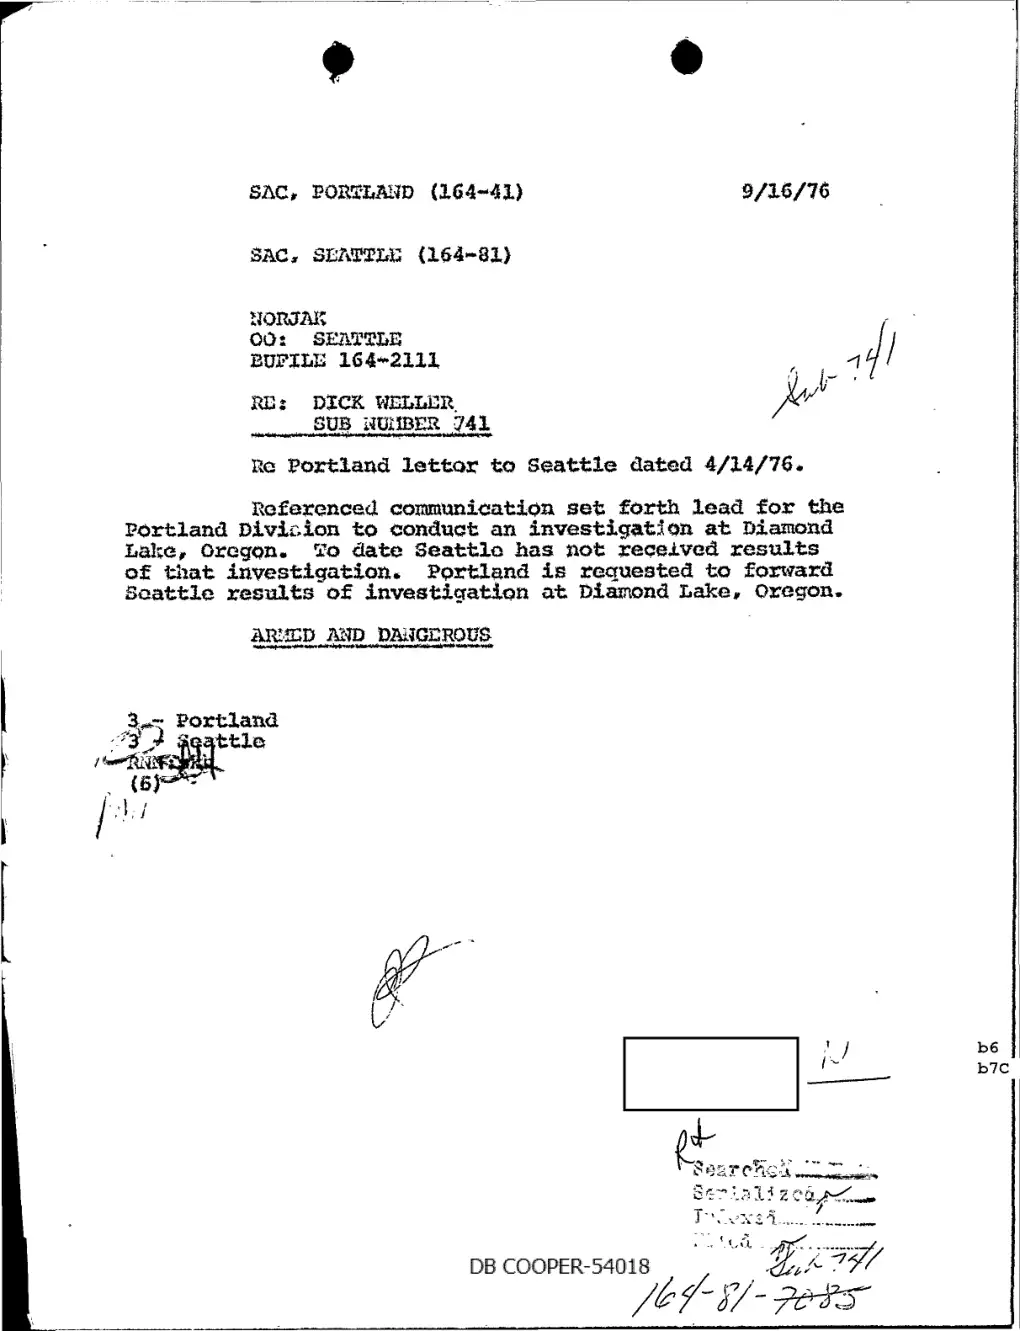 SAC, PORTLAND (164-41) 9/16/76
SAC, SEATTLE (164-81)
NORJAK
OO: SEATTLE
BUFILE 164-2111
Sub 741
RE: DICK WELLER
SUB NUMBER 741
Re Portland letter to Seattle dated 4/14/76.
Referenced communication set forth lead for the
Portland Division to conduct an investigation at Diamond
Lake, Oregon. To date Seattle has not received results
of that investigation. Portland is requested to forward
Seattle results of investigation at Diamond Lake, Oregon.
ARMED AND DANGEROUS
3 - Portland
3 - Seattle
(6)
b6
b7C
Searched
Serialized
Indexed
Filed
Sub 741
DB COOPER-54018
164-81-7085